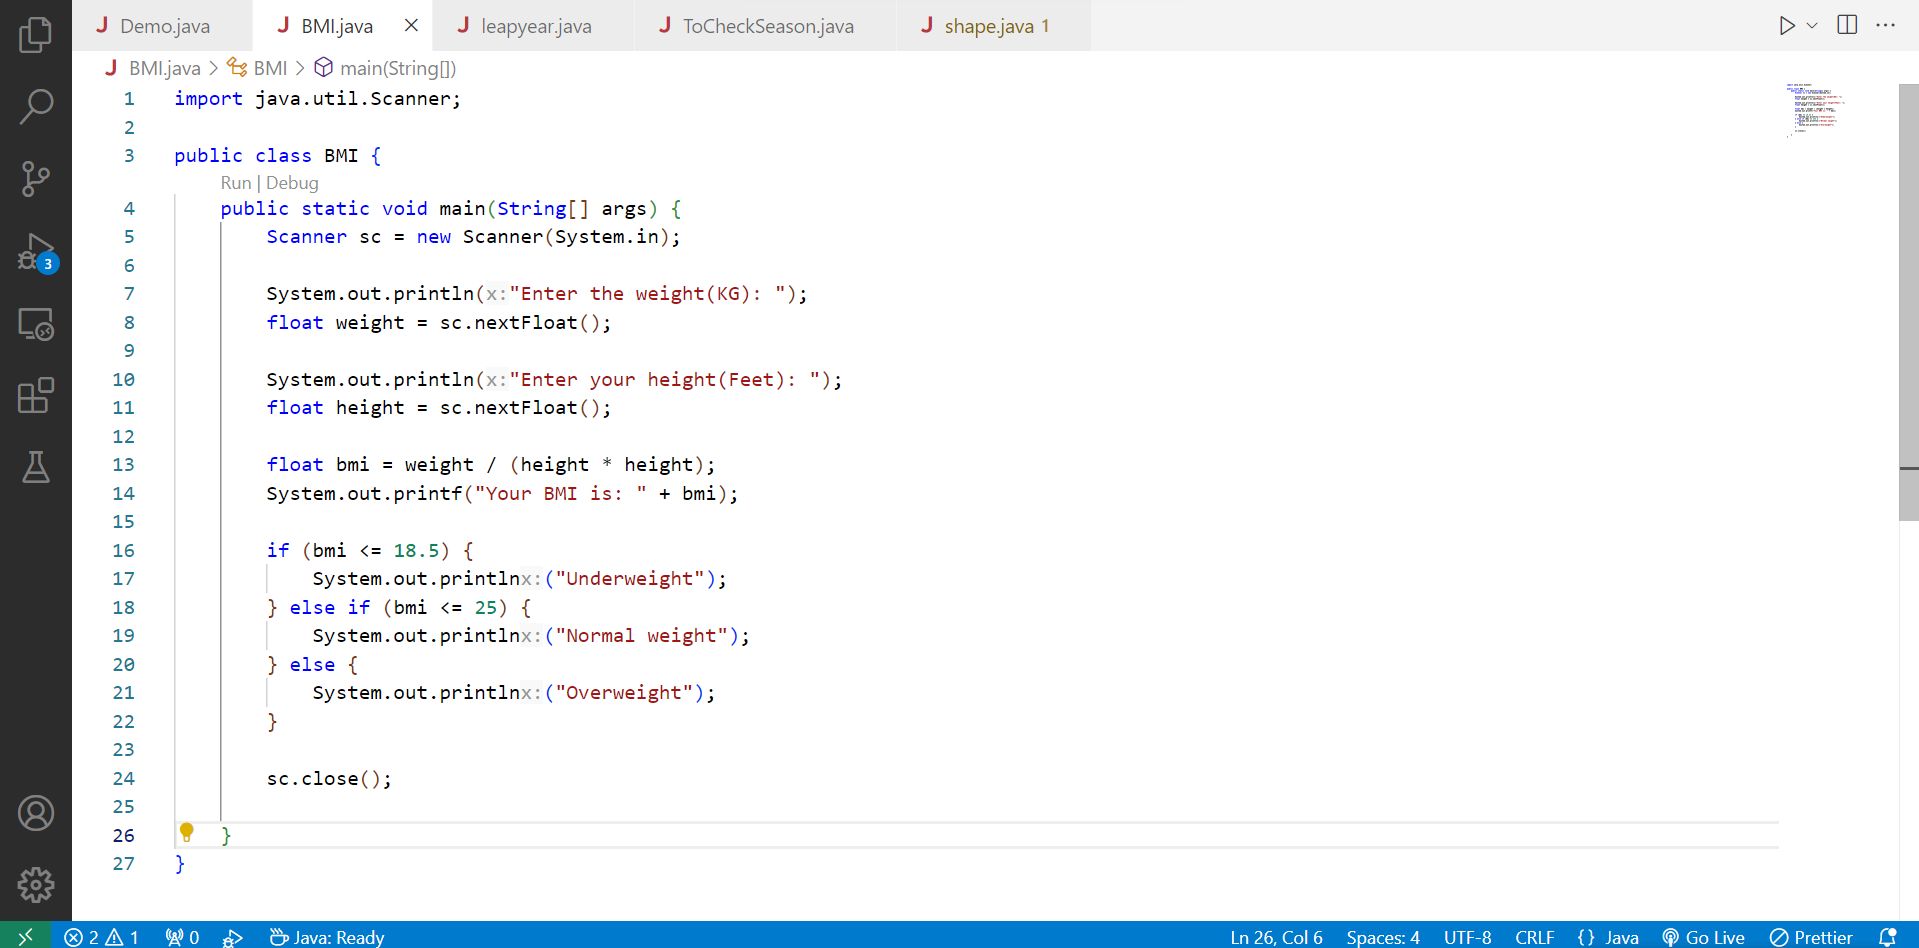 Demo.java BMI.java leapyear.java ToCheckSeason.java shape.java 1
BMI.java > BMI > main(String[])
1 import java.util.Scanner;
2
3 public class BMI {
Run | Debug
4 public static void main(String[] args) {
5 Scanner sc = new Scanner(System.in);
6
7 System.out.println(x:"Enter the weight(KG): ");
8 float weight = sc.nextFloat();
9
10 System.out.println(x:"Enter your height(Feet): ");
11 float height = sc.nextFloat();
12
13 float bmi = weight / (height * height);
14 System.out.printf("Your BMI is: " + bmi);
15
16 if (bmi <= 18.5) {
17 System.out.printlnx:("Underweight");
18 } else if (bmi <= 25) {
19 System.out.printlnx:("Normal weight");
20 } else {
21 System.out.printlnx:("Overweight");
22 }
23
24 sc.close();
25
26 }
27 }
3
2 1 0 Java: Ready Ln 26, Col 6 Spaces: 4 UTF-8 CRLF {} Java Go Live Prettier